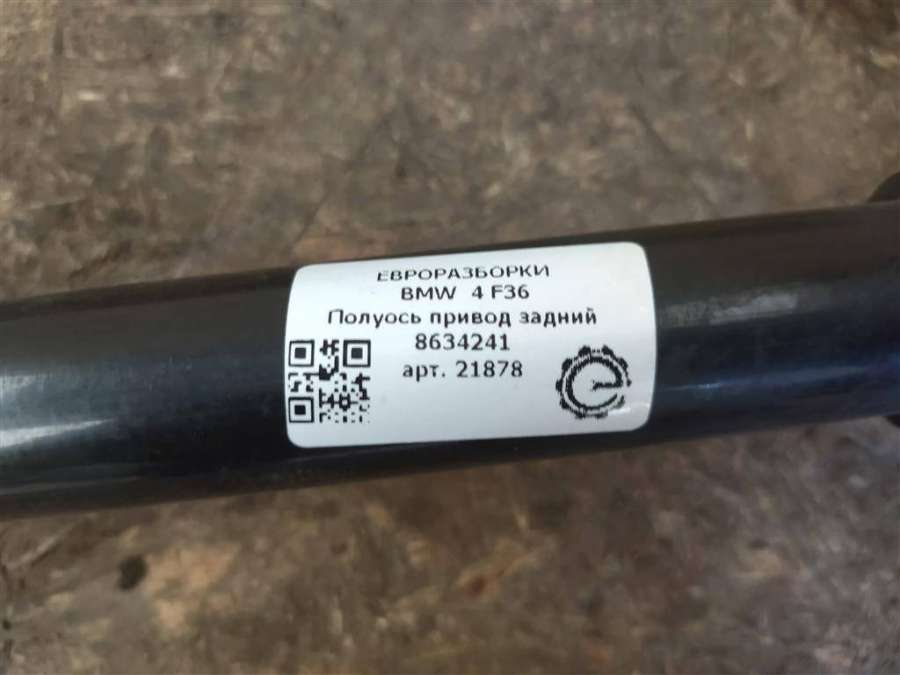 ЕВРОРАЗБОРКИ
BMW 4 F36
Полуось привод задний
8634241
арт. 21878